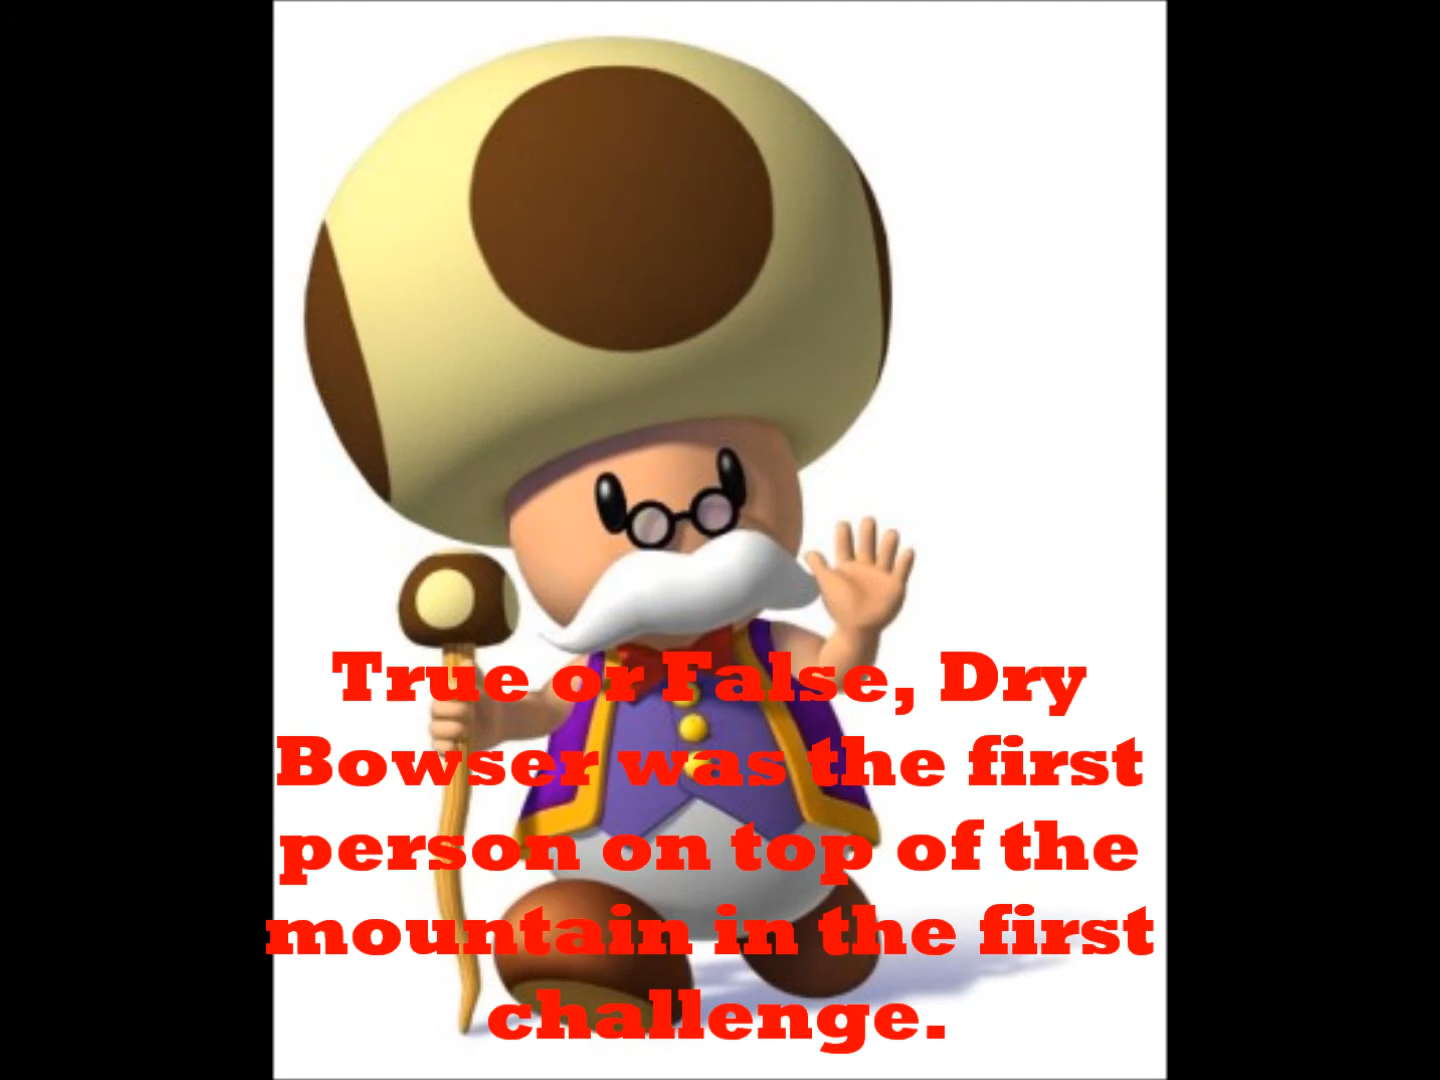 True or False, Dry
Bowser was the first
person on top of the
mountain in the first
challenge.